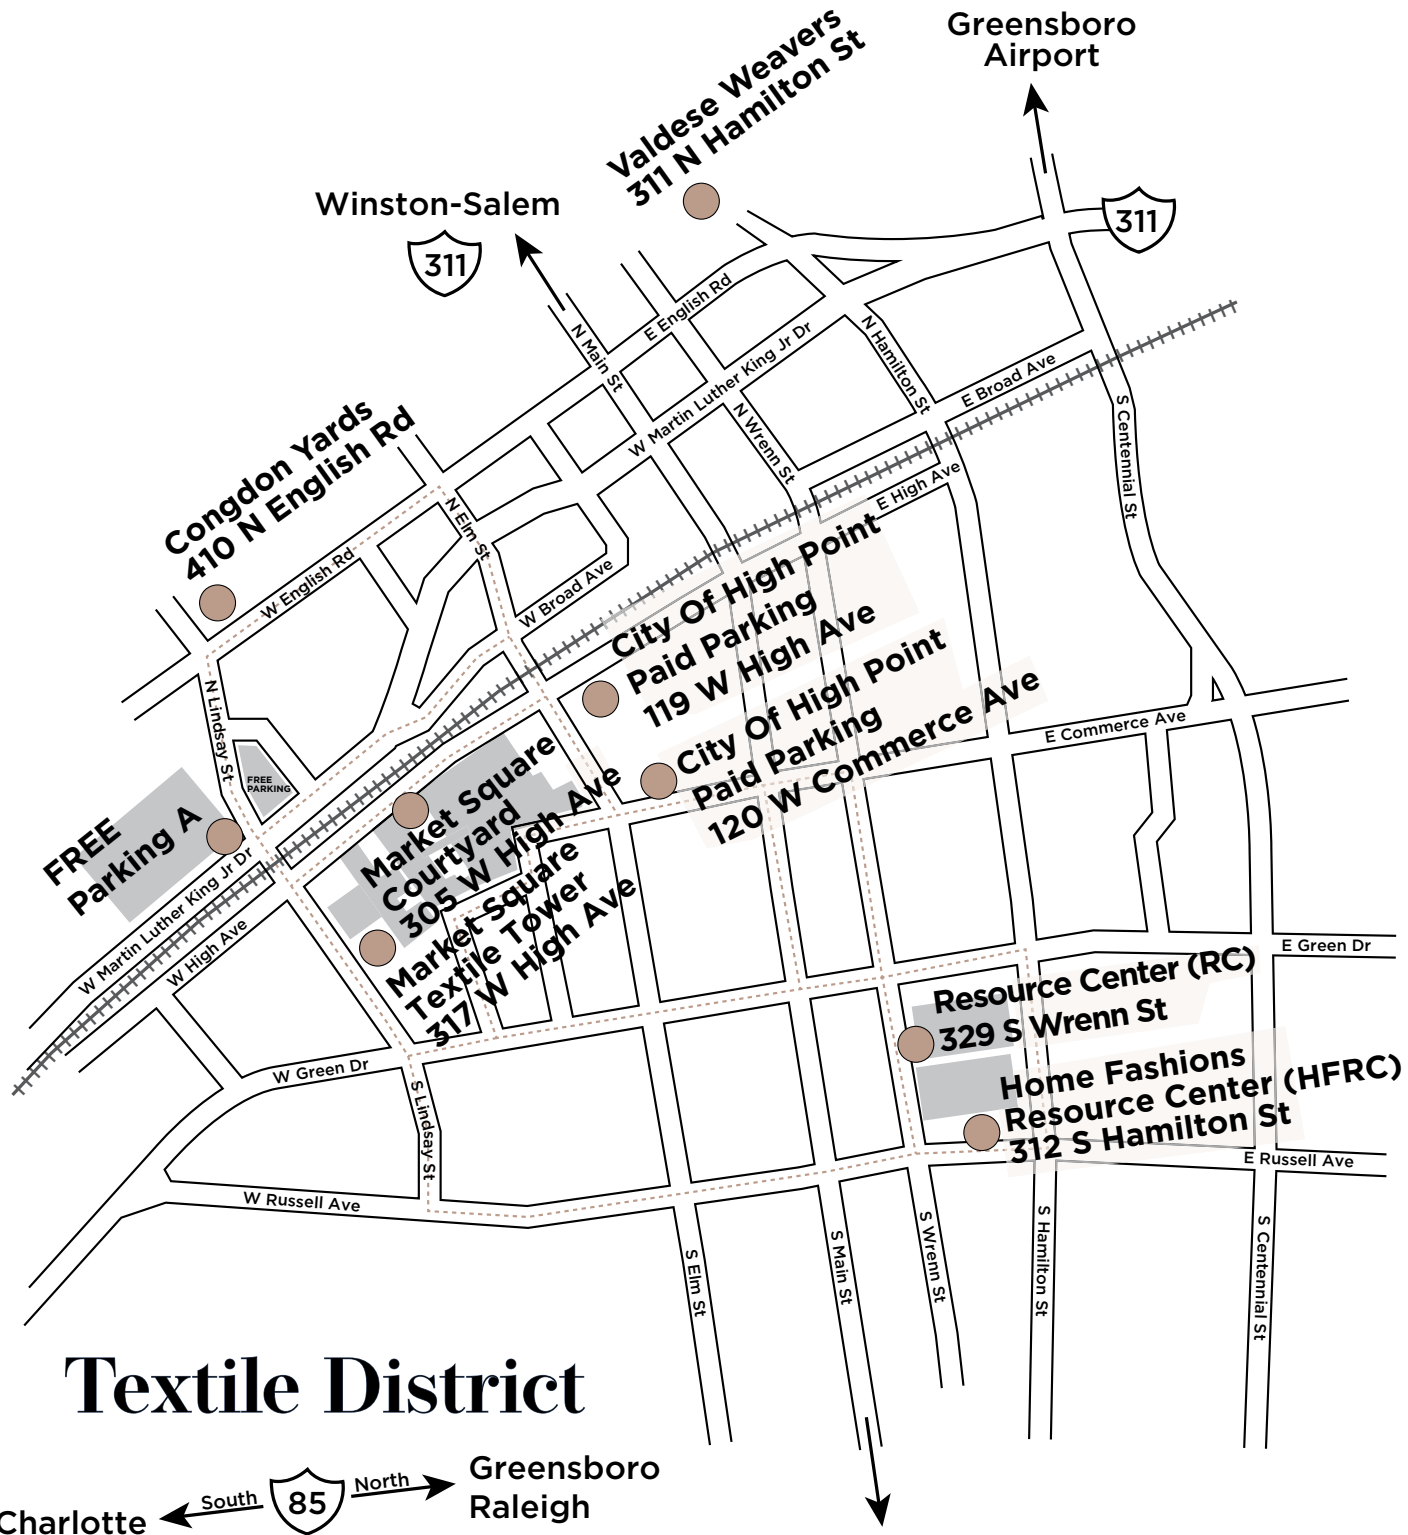 Greensboro
Airport
Valdese Weavers
311 N Hamilton St
Winston-Salem
311
311
N Main St
E English Rd
W Martin Luther King Jr Dr
N Hamilton St
E Broad Ave
N Wrenn St
E High Ave
S Centennial St
Congdon Yards
410 N English Rd
W English Rd
N Elm St
W Broad Ave
City Of High Point
Paid Parking
119 W High Ave
City Of High Point
Paid Parking
120 W Commerce Ave
E Commerce Ave
N Lindsay St
FREE
PARKING
FREE
Parking A
Market Square
Courtyard
305 W High Ave
Market Square
Textile Tower
317 W High Ave
W Martin Luther King Jr Dr
W High Ave
E Green Dr
Resource Center (RC)
329 S Wrenn St
Home Fashions
Resource Center (HFRC)
312 S Hamilton St
W Green Dr
S Lindsay St
E Russell Ave
W Russell Ave
S Elm St
S Main St
S Wrenn St
S Hamilton St
S Centennial St
Textile District
Charlotte
South
85
North
Greensboro
Raleigh